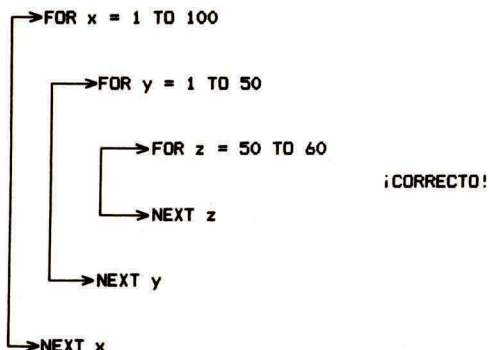 FOR x = 1 TO 100
FOR y = 1 TO 50
FOR z = 50 TO 60
¡CORRECTO!
NEXT z
NEXT y
NEXT x